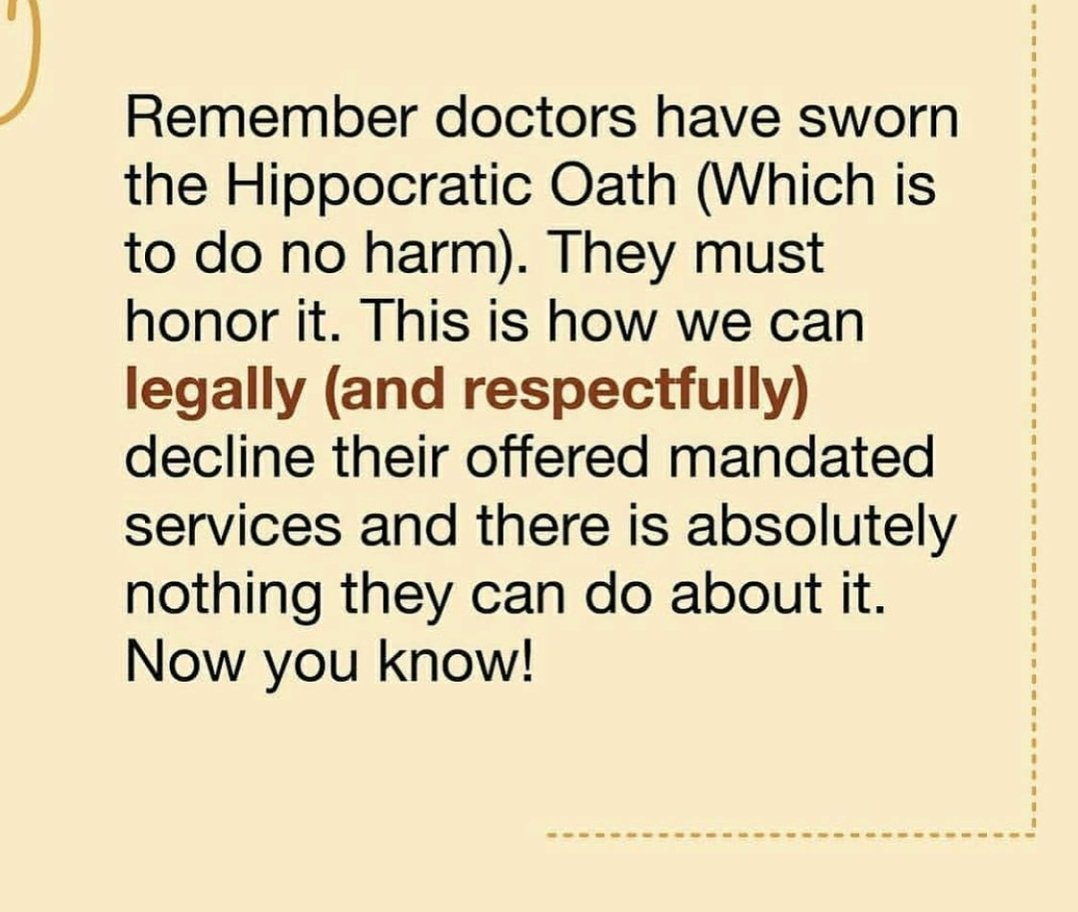 Remember doctors have sworn
the Hippocratic Oath (Which is
to do no harm). They must
honor it. This is how we can
legally (and respectfully)
decline their offered mandated
services and there is absolutely
nothing they can do about it.
Now you know!